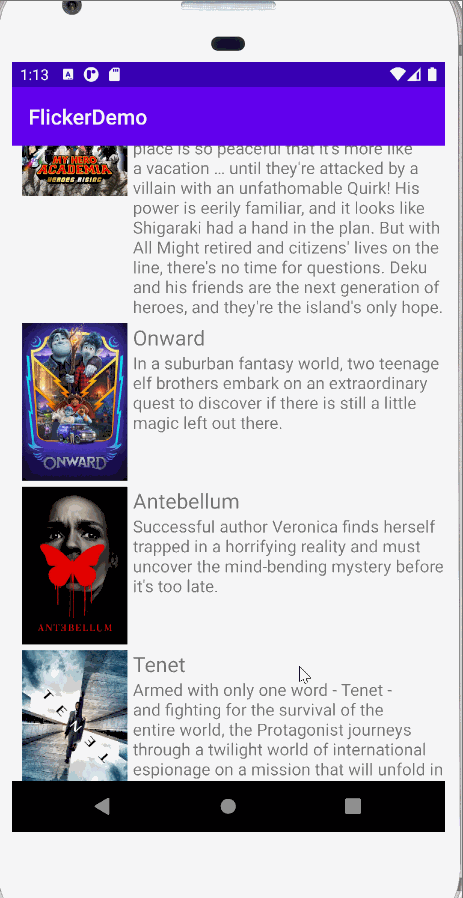 1:13
FlickerDemo
place is so peaceful that it's more like
a vacation … until they're attacked by a
villain with an unfathomable Quirk! His
power is eerily familiar, and it looks like
Shigaraki had a hand in the plan. But with
All Might retired and citizens' lives on the
line, there's no time for questions. Deku
and his friends are the next generation of
heroes, and they're the island's only hope.
MY HERO
ACADEMIA
HEROES RISING
Onward
In a suburban fantasy world, two teenage
elf brothers embark on an extraordinary
quest to discover if there is still a little
magic left out there.
ONWARD
Antebellum
Successful author Veronica finds herself
trapped in a horrifying reality and must
uncover the mind-bending mystery before
it's too late.
ANTEBELLUM
Tenet
Armed with only one word - Tenet -
and fighting for the survival of the
entire world, the Protagonist journeys
through a twilight world of international
espionage on a mission that will unfold in
TENET